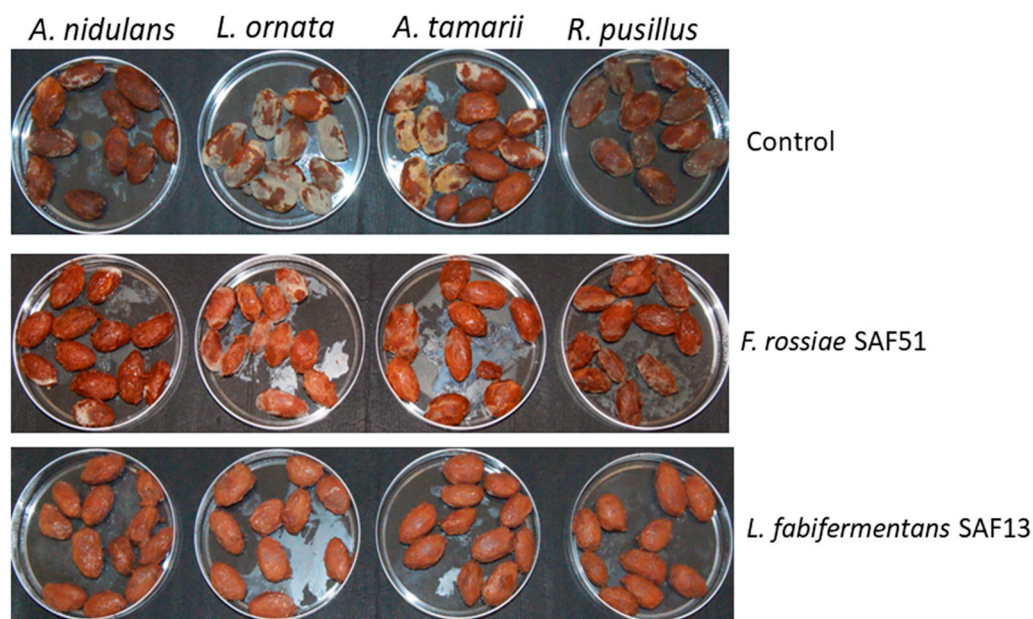 A. nidulans L. ornata A. tamarii R. pusillus
Control
F. rossiae SAF51
L. fabifermentans SAF13